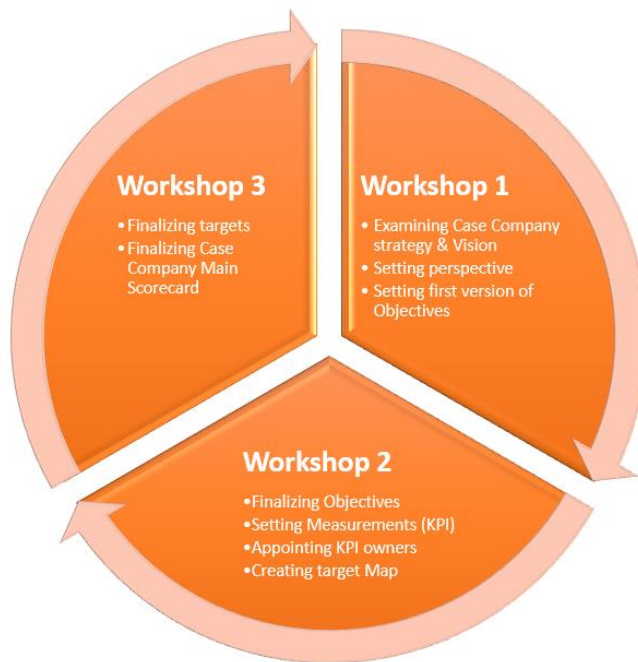 Workshop 1
• Examining Case Company
strategy & Vision
• Setting perspective
• Setting first version of
Objectives
Workshop 2
•Finalizing Objectives
•Setting Measurements (KPI)
•Appointing KPI owners
•Creating target Map
Workshop 3
•Finalizing targets
•Finalizing Case
Company Main
Scorecard